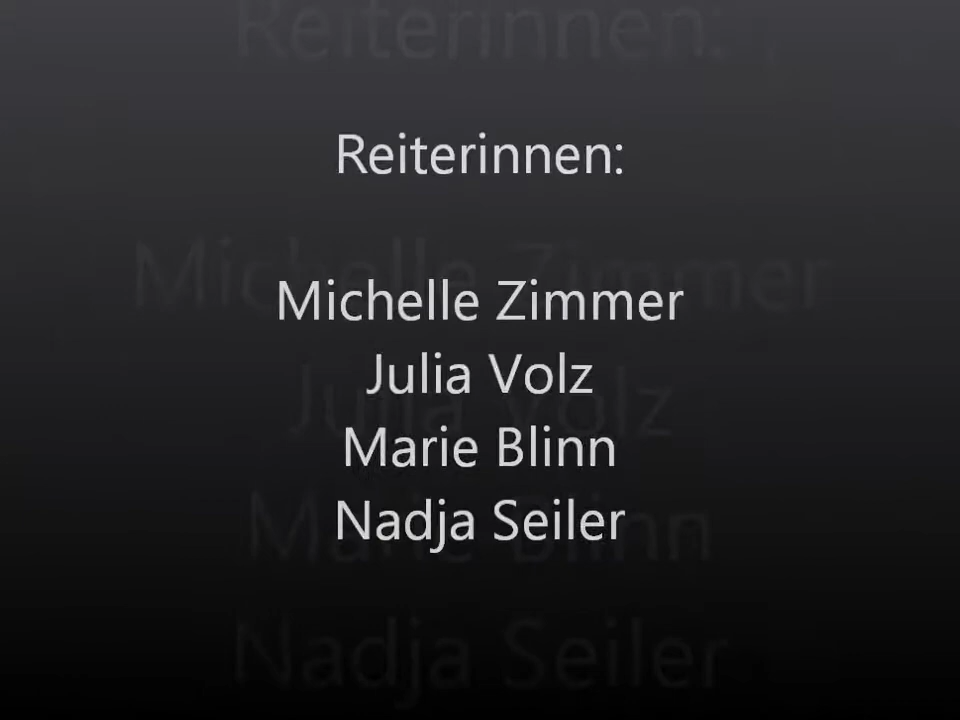 Reiterinnen:
Michelle Zimmer
Julia Volz
Marie Blinn
Nadja Seiler